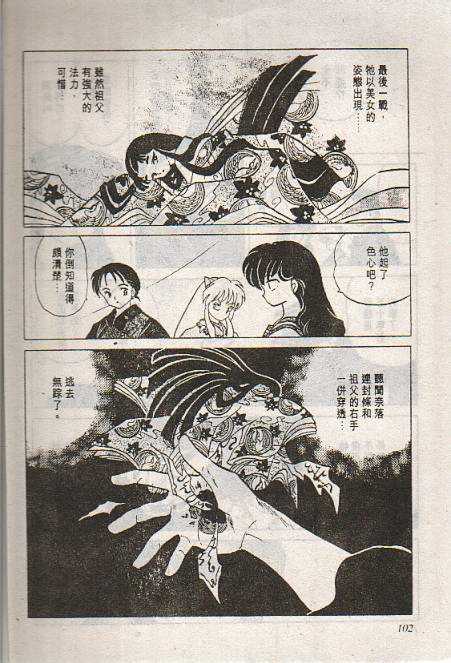 最後一戰，
牠以美女的
姿態出現……
雖然祖父
有強大的
法力，
可惜…
他起了
色心吧？
你倒知道得
頗清楚…
聽聞奈落
連封條和
祖父的右手
一併穿透…
逃去
無踪了。
102